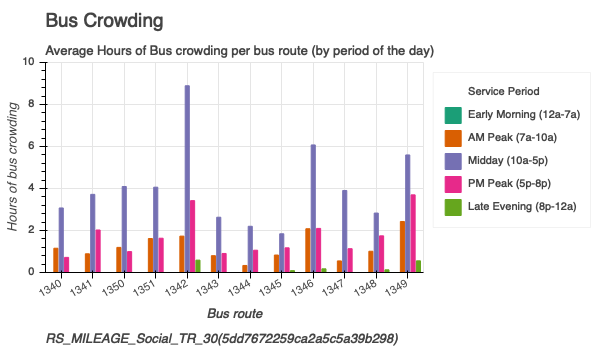 Bus Crowding
Average Hours of Bus crowding per bus route (by period of the day)
10
8
6
4
2
0
Hours of bus crowding
1340
1341
1350
1351
1342
1343
1344
1345
1346
1347
1348
1349
Bus route
Service Period
Early Morning (12a-7a)
AM Peak (7a-10a)
Midday (10a-5p)
PM Peak (5p-8p)
Late Evening (8p-12a)
RS_MILEAGE_Social_TR_30(5dd7672259ca2a5c5a39b298)